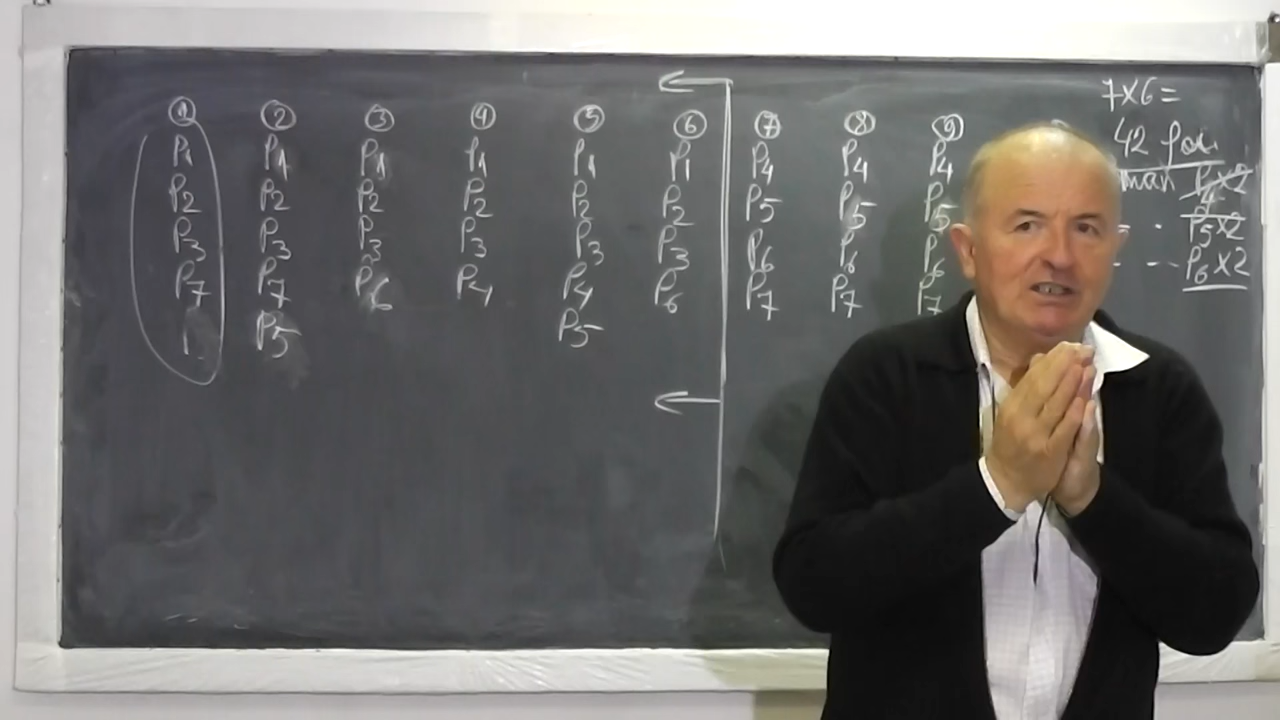 ① ② ③ ④ ⑤ ⑥ ⑦ ⑧ ⑨
P1 P1 P1 P1 P1 P1 P4 P4 P4
P2 P2 P2 P2 P2 P2 P5 P5 P5
P3 P3 P3 P3 P3 P3 P6 P6 P6
P7 P7 P6 P4 P4 P6 P7 P7 P7
P5 P5
7X6=
42
P5x2
P6x2